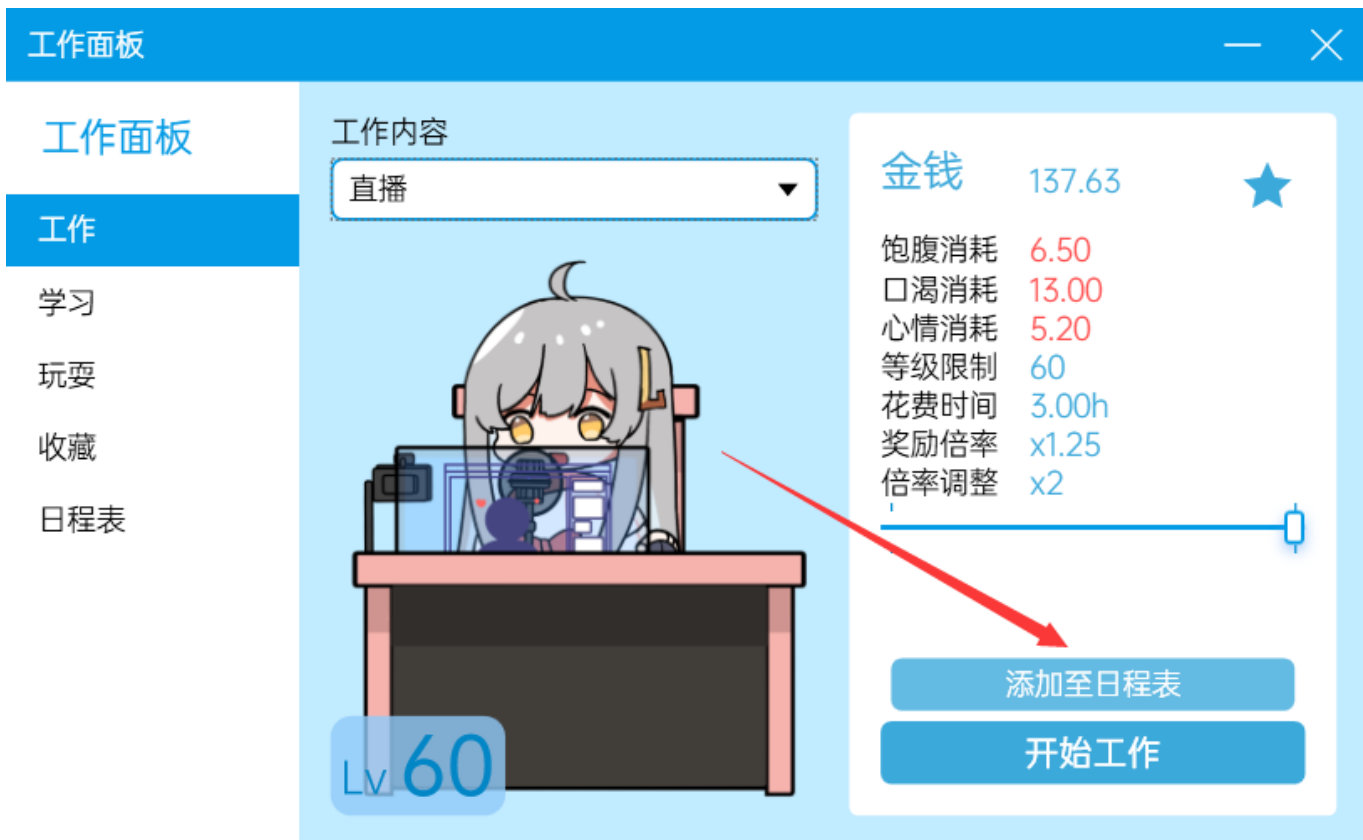 工作面板
工作面板
工作
学习
玩耍
收藏
日程表
工作内容
直播
Lv 60
金钱 137.63
饱腹消耗 6.50
口渴消耗 13.00
心情消耗 5.20
等级限制 60
花费时间 3.00h
奖励倍率 x1.25
倍率调整 x2
添加至日程表
开始工作